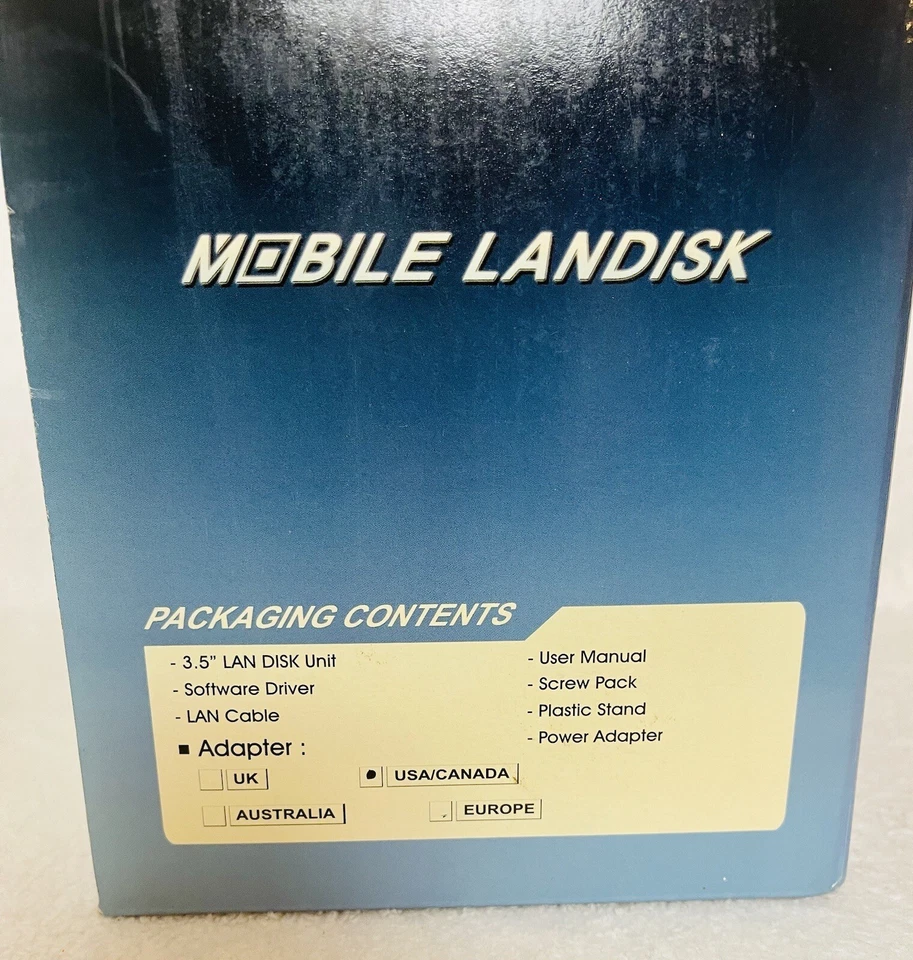 MOBILE LANDISK
PACKAGING CONTENTS
- 3.5" LAN DISK Unit
- Software Driver
- LAN Cable
- User Manual
- Screw Pack
- Plastic Stand
- Power Adapter
■ Adapter :
UK USA/CANADA
AUSTRALIA EUROPE